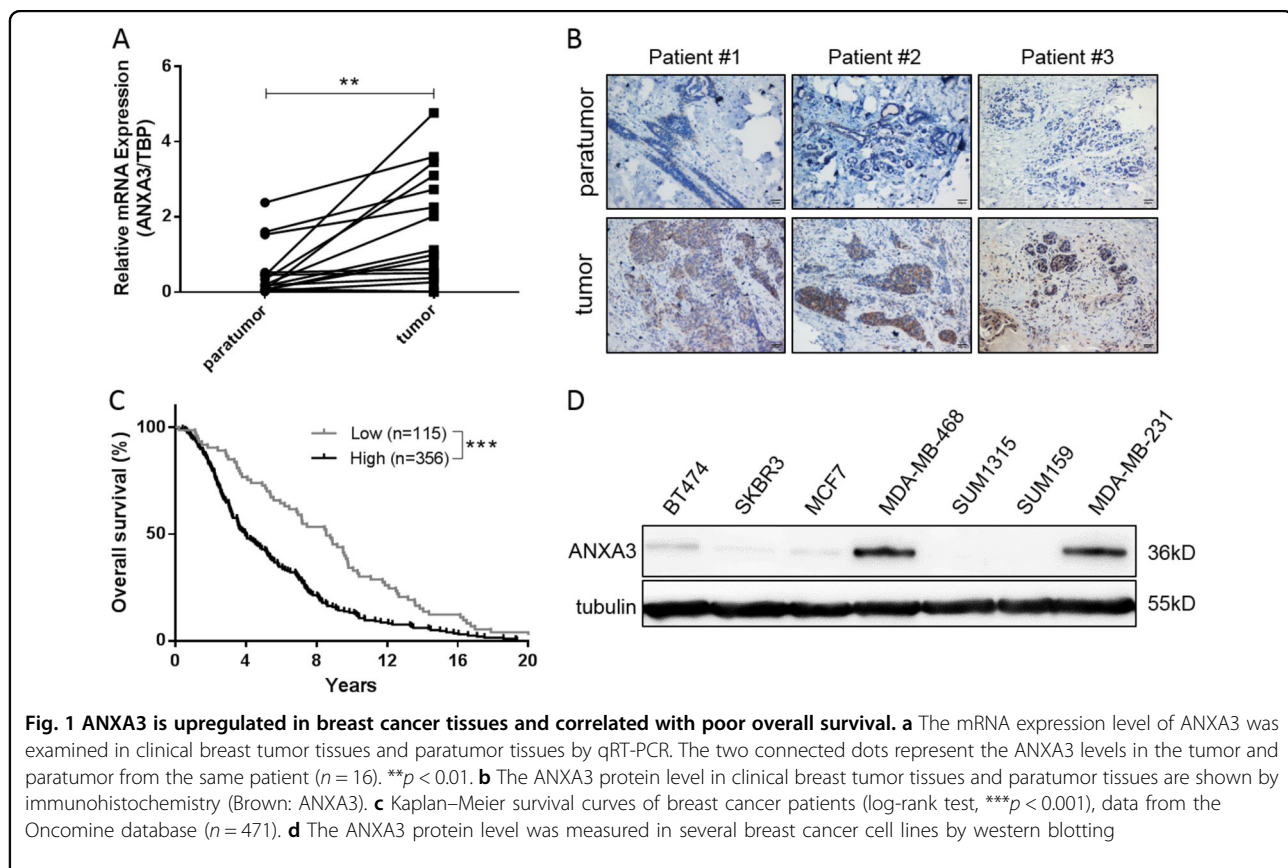 A
Relative mRNA Expression
(ANXA3/TBP)
8
6
4
2
0
**
paratumor
tumor
B
Patient #1
Patient #2
Patient #3
paratumor
tumor
C
Overall survival (%)
100
50
0
Low (n=115)
High (n=356)
***
0
4
8
12
16
20
Years
D
BT474
SKBR3
MCF7
MDA-MB-468
SUM1315
SUM159
MDA-MB-231
ANXA3
36kD
tubulin
55kD
Fig. 1 ANXA3 is upregulated in breast cancer tissues and correlated with poor overall survival. a The mRNA expression level of ANXA3 was
examined in clinical breast tumor tissues and paratumor tissues by qRT-PCR. The two connected dots represent the ANXA3 levels in the tumor and
paratumor from the same patient (n = 16). **p < 0.01. b The ANXA3 protein level in clinical breast tumor tissues and paratumor tissues are shown by
immunohistochemistry (Brown: ANXA3). c Kaplan–Meier survival curves of breast cancer patients (log-rank test, ***p < 0.001), data from the
Oncomine database (n = 471). d The ANXA3 protein level was measured in several breast cancer cell lines by western blotting